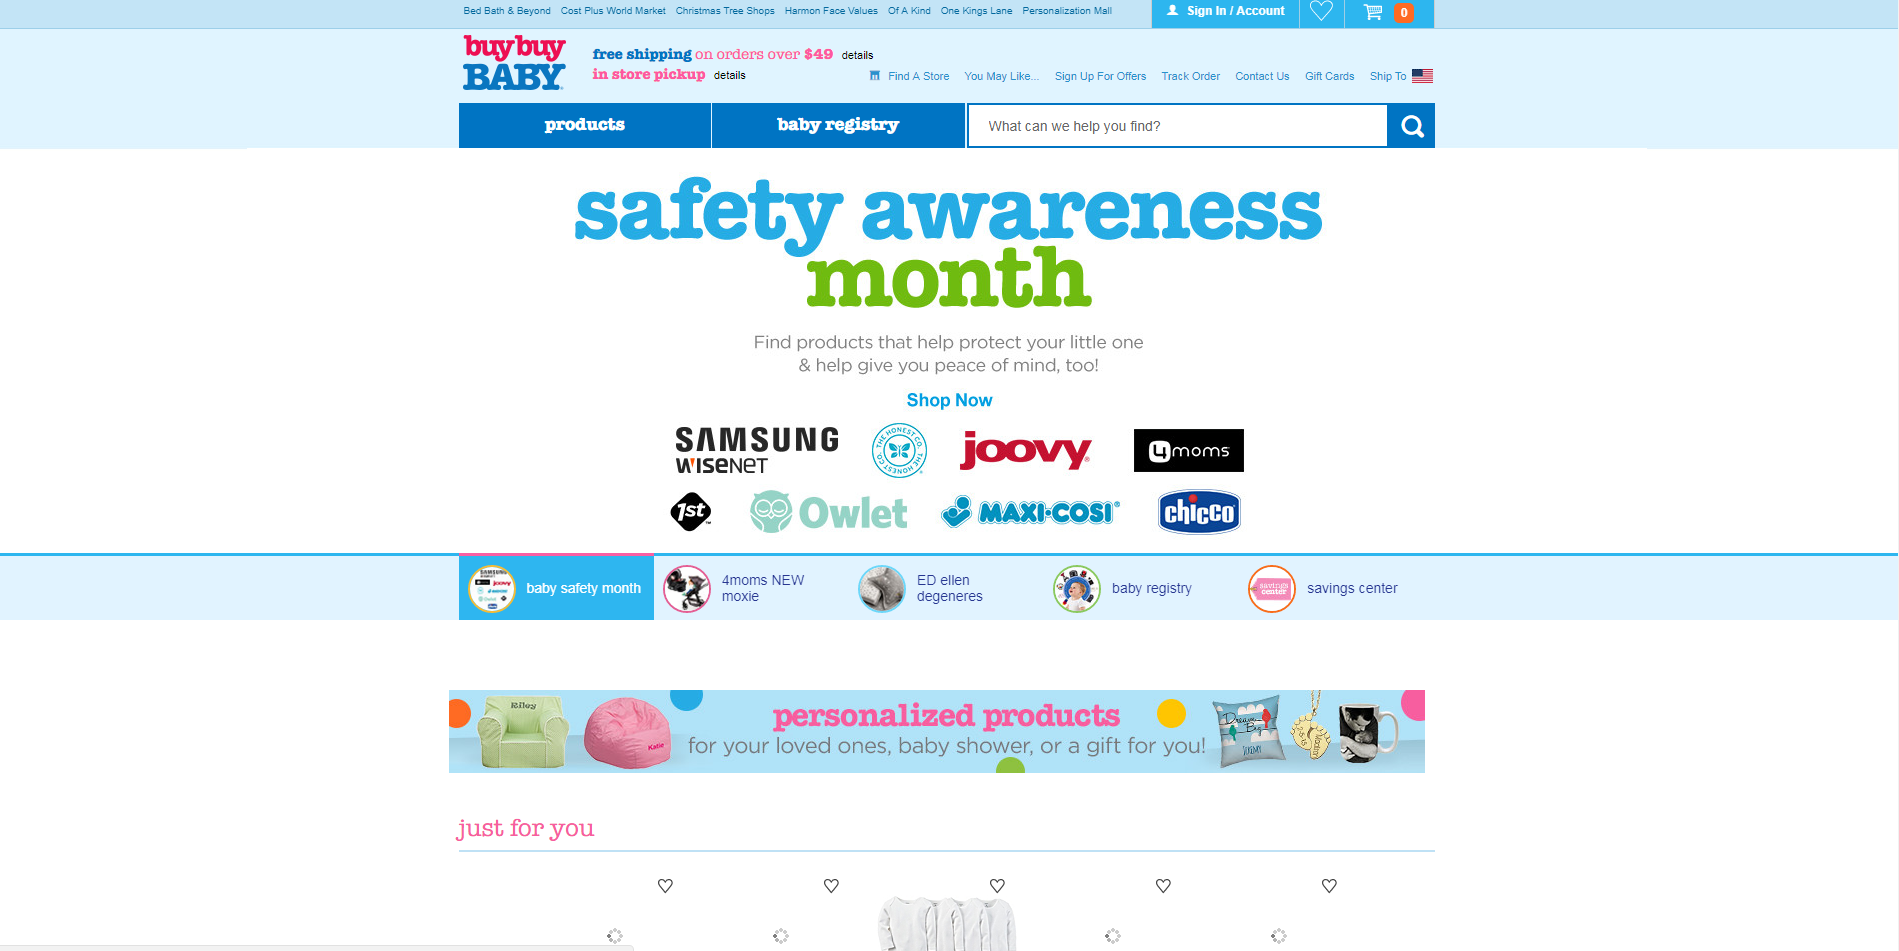 Bed Bath & Beyond Cost Plus World Market Christmas Tree Shops Harmon Face Values Of A Kind One Kings Lane Personalization Mall
Sign In / Account
0
buybuy
BABY
free shipping on orders over $49 details
in store pickup details
Find A Store You May Like... Sign Up For Offers Track Order Contact Us Gift Cards Ship To
products
baby registry
What can we help you find?
safety awareness
month
Find products that help protect your little one
& help give you peace of mind, too!
Shop Now
SAMSUNG
WISENET
THE HONEST CO. THE HONEST CO.
joovy
4moms
1st
Owlet
MAXI-COSI
chicco
baby safety month
4moms NEW
moxie
ED ellen
degeneres
baby registry
savings
center
savings center
Riley
Katie
personalized products
for your loved ones, baby shower, or a gift for you!
Dream
Big
just for you